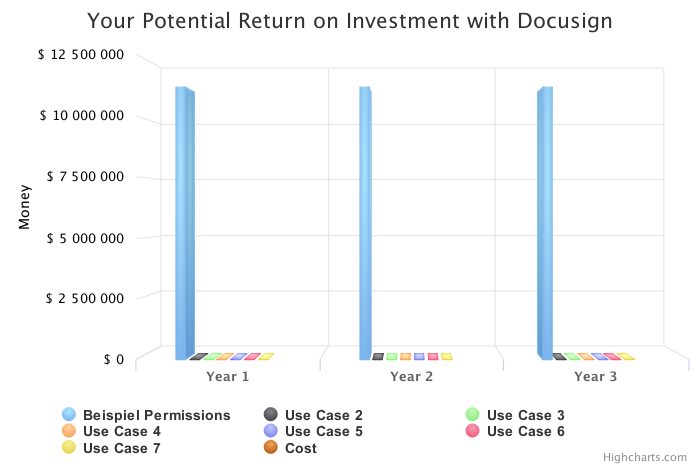 Your Potential Return on Investment with Docusign
$ 12 500 000
$ 10 000 000
$ 7 500 000
$ 5 000 000
$ 2 500 000
$ 0
Money
Year 1 Year 2 Year 3
Beispiel Permissions Use Case 2 Use Case 3
Use Case 4 Use Case 5 Use Case 6
Use Case 7 Cost
Highcharts.com